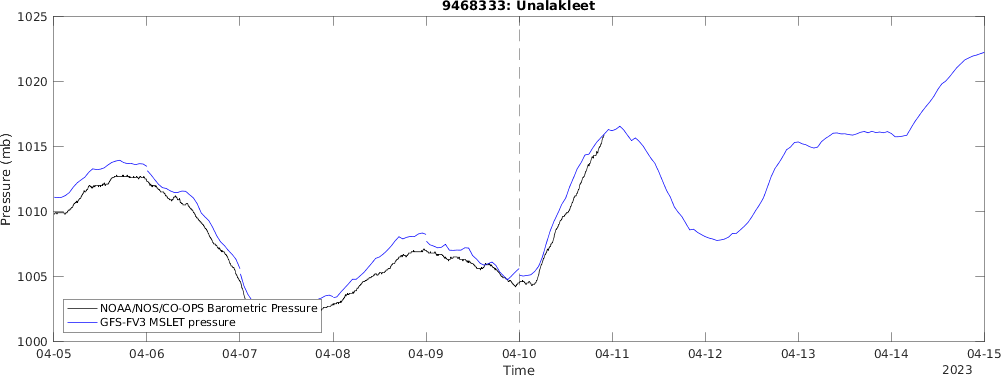 9468333: Unalakleet
1025
1020
1015
1010
1005
1000
Pressure (mb)
NOAA/NOS/CO-OPS Barometric Pressure
GFS-FV3 MSLET pressure
04-05 04-06 04-07 04-08 04-09 04-10 04-11 04-12 04-13 04-14 04-15
Time
2023